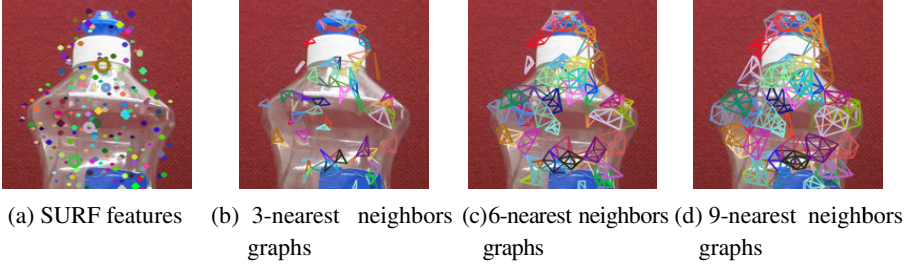 (a) SURF features
(b) 3-nearest neighbors
graphs
(c)6-nearest neighbors
graphs
(d) 9-nearest neighbors
graphs